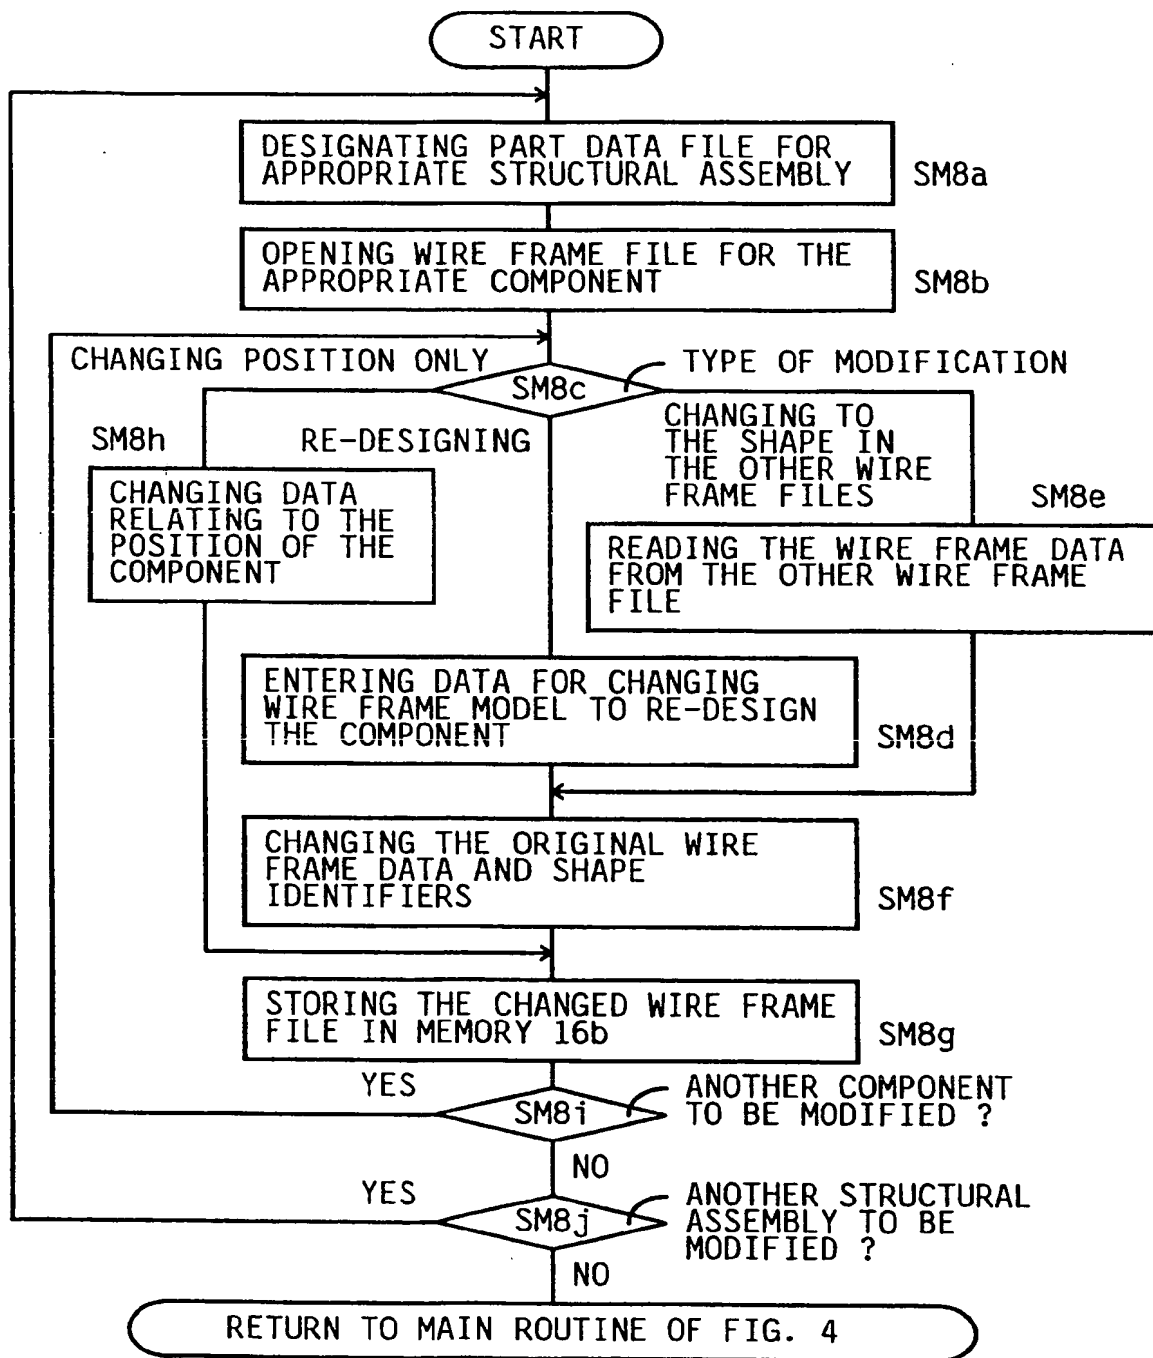 START
DESIGNATING PART DATA FILE FOR
APPROPRIATE STRUCTURAL ASSEMBLY
SM8a
OPENING WIRE FRAME FILE FOR THE
APPROPRIATE COMPONENT
SM8b
CHANGING POSITION ONLY
SM8c
TYPE OF MODIFICATION
SM8h
RE-DESIGNING
CHANGING TO
THE SHAPE IN
THE OTHER WIRE
FRAME FILES
SM8e
CHANGING DATA
RELATING TO THE
POSITION OF THE
COMPONENT
READING THE WIRE FRAME DATA
FROM THE OTHER WIRE FRAME
FILE
ENTERING DATA FOR CHANGING
WIRE FRAME MODEL TO RE-DESIGN
THE COMPONENT
SM8d
CHANGING THE ORIGINAL WIRE
FRAME DATA AND SHAPE
IDENTIFIERS
SM8f
STORING THE CHANGED WIRE FRAME
FILE IN MEMORY 16b
SM8g
YES
SM8i
ANOTHER COMPONENT
TO BE MODIFIED ?
NO
YES
SM8j
ANOTHER STRUCTURAL
ASSEMBLY TO BE
MODIFIED ?
NO
RETURN TO MAIN ROUTINE OF FIG. 4